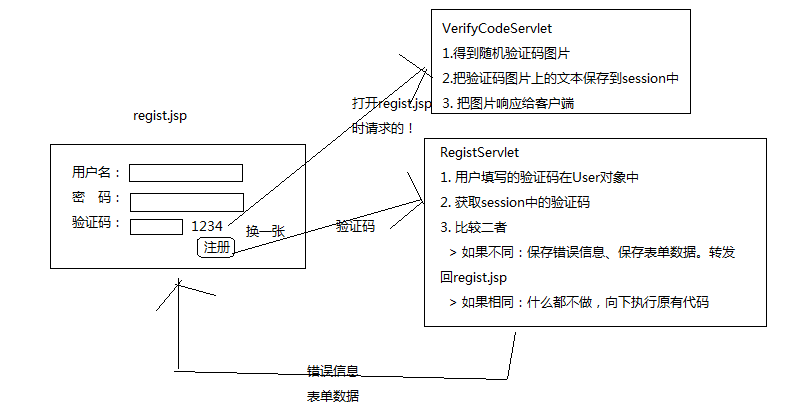 VerifyCodeServlet
1.得到随机验证码图片
2.把验证码图片上的文本保存到session中
3. 把图片响应给客户端
打开regist.jsp
时请求的！
regist.jsp
用户名：
密　码：
验证码：
1234
换一张
注册
验证码
RegistServlet
1. 用户填写的验证码在User对象中
2. 获取session中的验证码
3. 比较二者
> 如果不同：保存错误信息、保存表单数据。转发
回regist.jsp
> 如果相同：什么都不做，向下执行原有代码
错误信息
表单数据